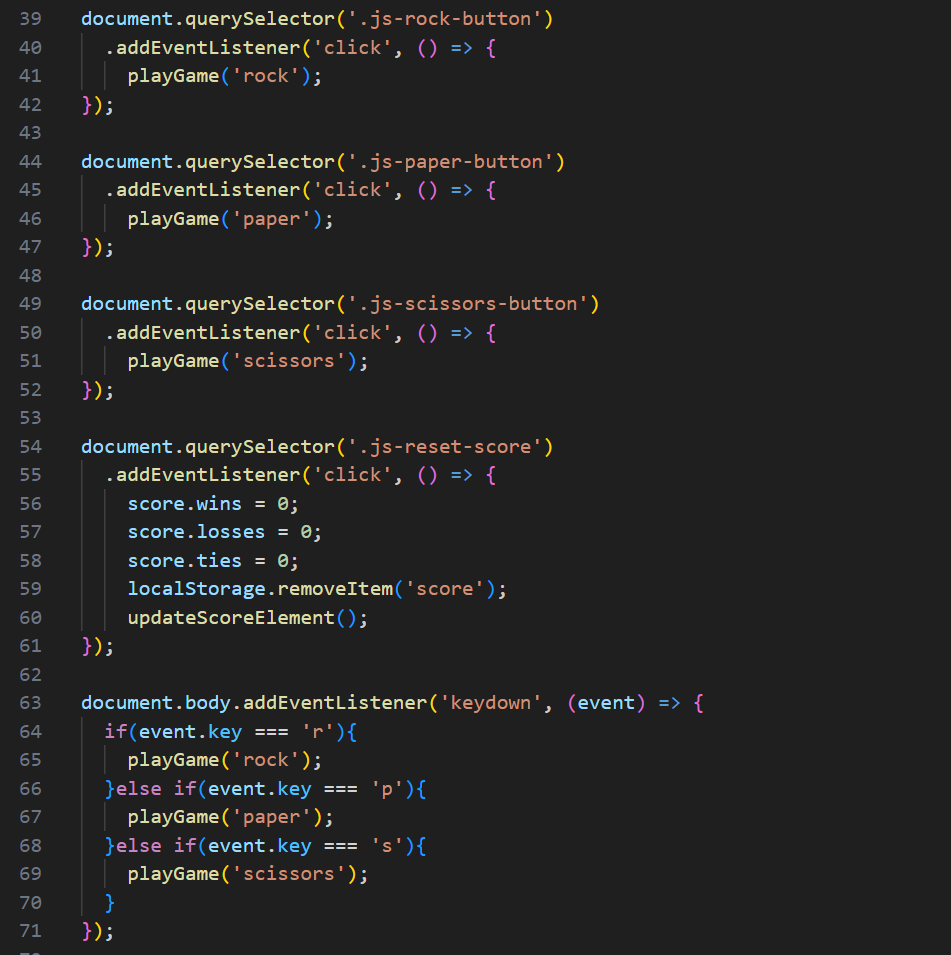 39 document.querySelector('.js-rock-button')
40   .addEventListener('click', () => {
41     playGame('rock');
42 });
43
44 document.querySelector('.js-paper-button')
45   .addEventListener('click', () => {
46     playGame('paper');
47 });
48
49 document.querySelector('.js-scissors-button')
50   .addEventListener('click', () => {
51     playGame('scissors');
52 });
53
54 document.querySelector('.js-reset-score')
55   .addEventListener('click', () => {
56     score.wins = 0;
57     score.losses = 0;
58     score.ties = 0;
59     localStorage.removeItem('score');
60     updateScoreElement();
61 });
62
63 document.body.addEventListener('keydown', (event) => {
64   if(event.key === 'r'){
65     playGame('rock');
66   }else if(event.key === 'p'){
67     playGame('paper');
68   }else if(event.key === 's'){
69     playGame('scissors');
70   }
71 });